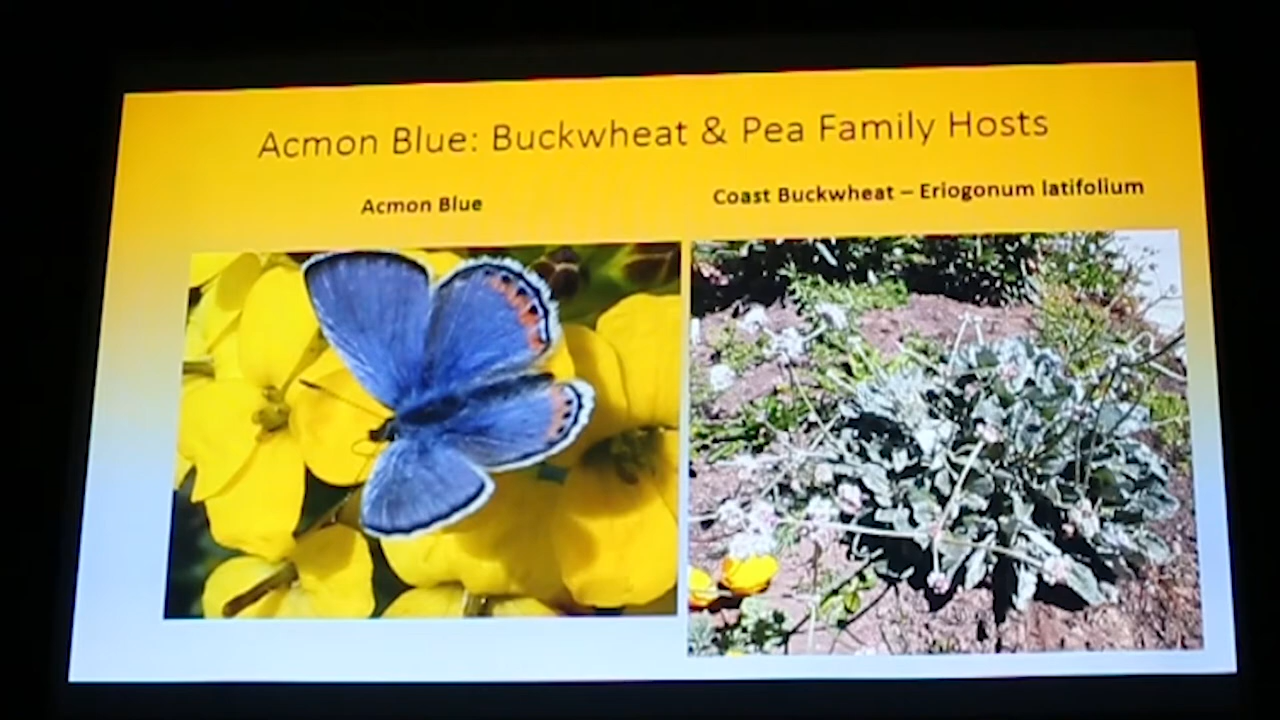 Acmon Blue: Buckwheat & Pea Family Hosts
Acmon Blue
Coast Buckwheat – Eriogonum latifolium